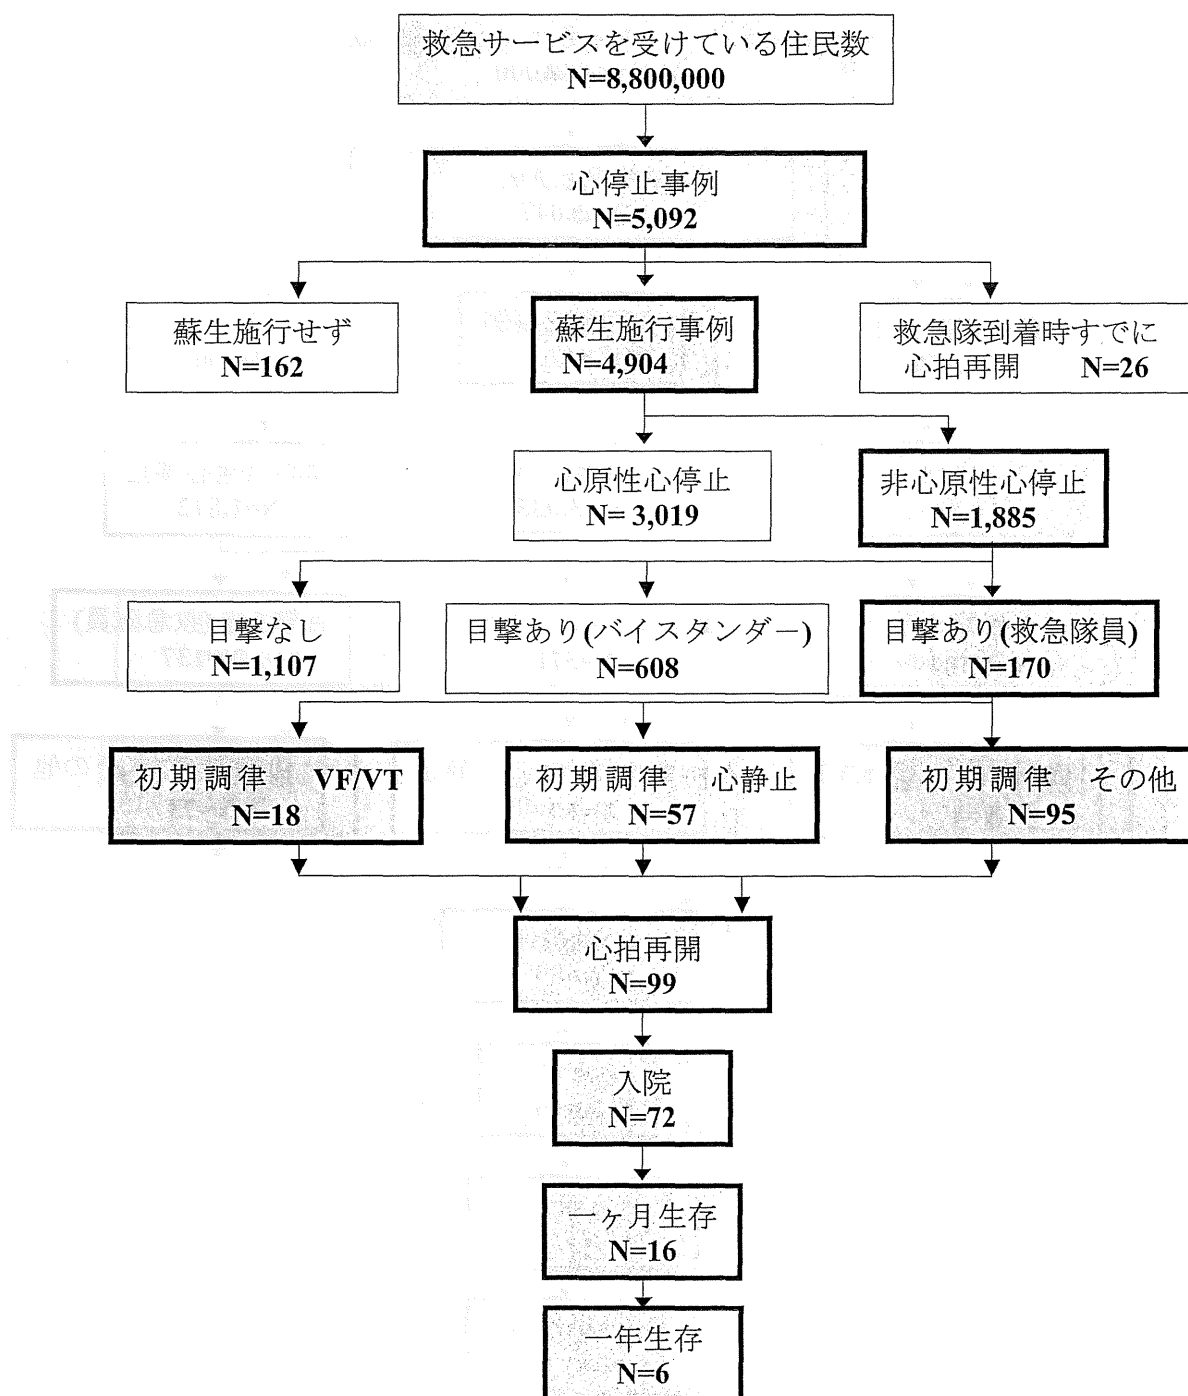 救急サービスを受けている住民数
N=8,800,000
心停止事例
N=5,092
蘇生施行せず
N=162
蘇生施行事例
N=4,904
救急隊到着時すでに
心拍再開 N=26
心原性心停止
N= 3,019
非心原性心停止
N=1,885
目撃なし
N=1,107
目撃あり(バイスタンダー)
N=608
目撃あり(救急隊員)
N=170
初期調律 VF/VT
N=18
初期調律 心静止
N=57
初期調律 その他
N=95
心拍再開
N=99
入院
N=72
一ヶ月生存
N=16
一年生存
N=6